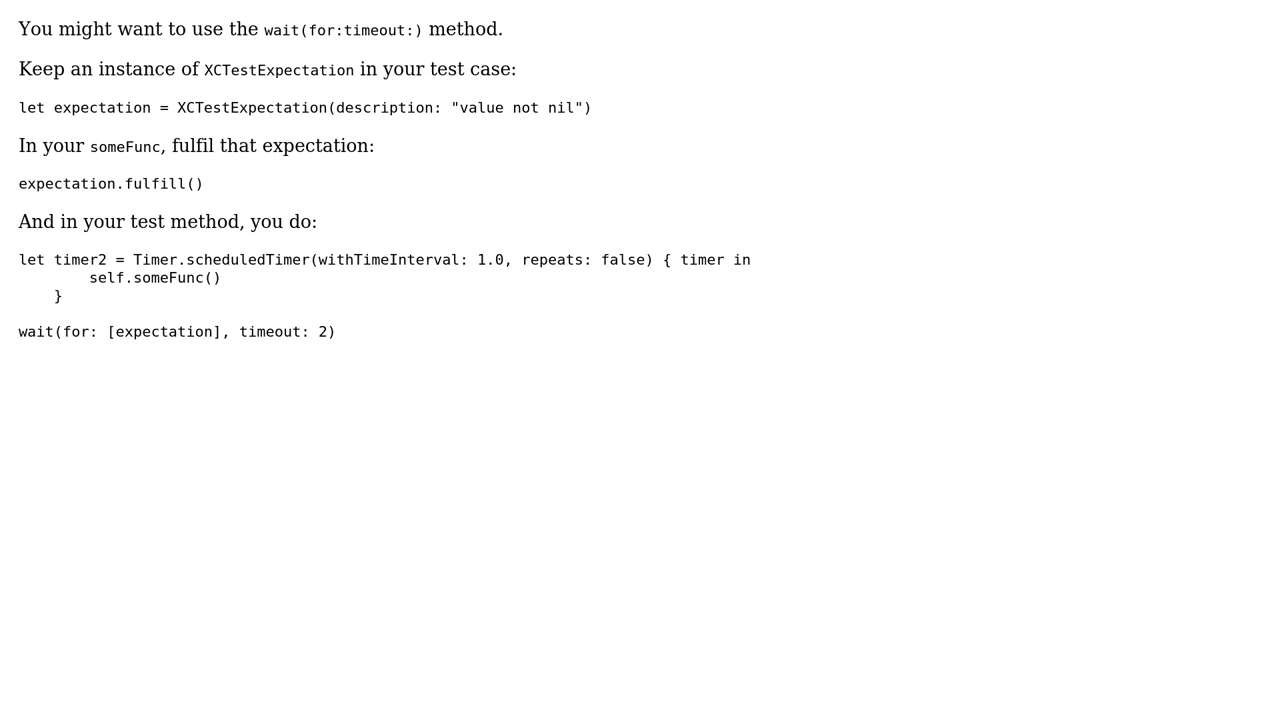 You might want to use the wait(for:timeout:) method.
Keep an instance of XCTestExpectation in your test case:
let expectation = XCTestExpectation(description: "value not nil")
In your someFunc, fulfil that expectation:
expectation.fulfill()
And in your test method, you do:
let timer2 = Timer.scheduledTimer(withTimeInterval: 1.0, repeats: false) { timer in
        self.someFunc()
    }
wait(for: [expectation], timeout: 2)